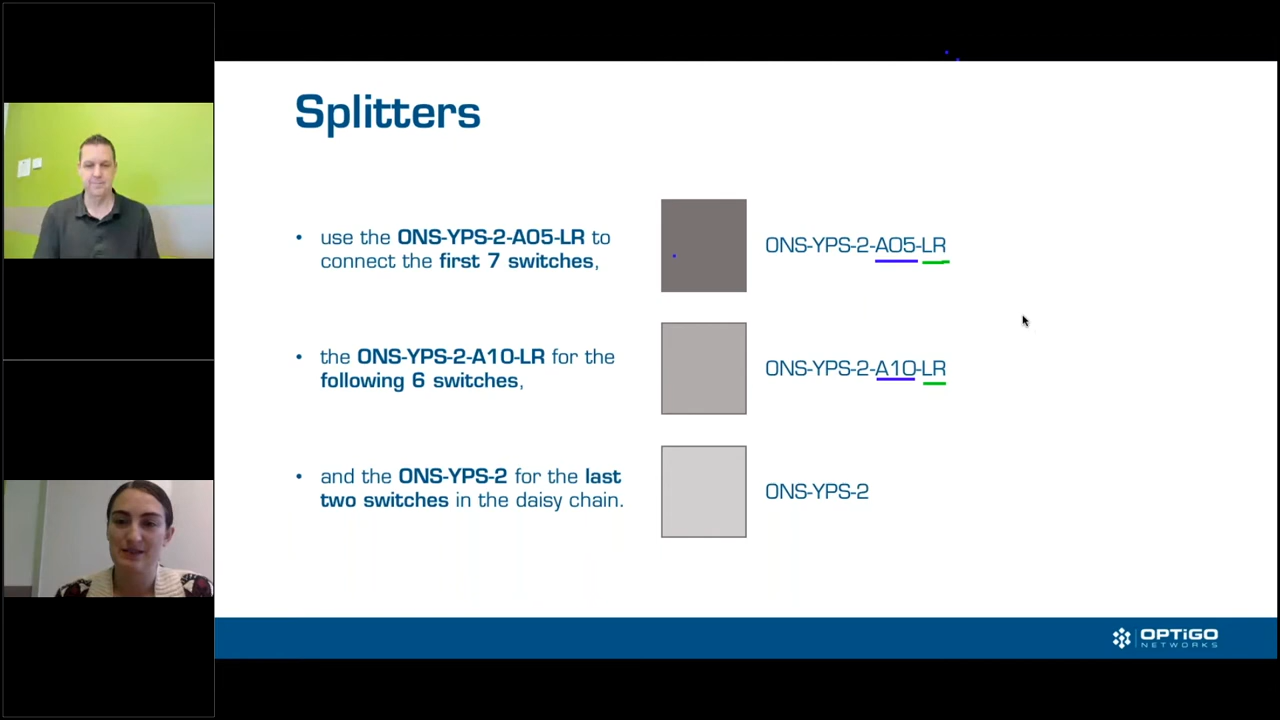 Splitters
• use the ONS-YPS-2-A05-LR to
connect the first 7 switches,
ONS-YPS-2-A05-LR
• the ONS-YPS-2-A10-LR for the
following 6 switches,
ONS-YPS-2-A10-LR
• and the ONS-YPS-2 for the last
two switches in the daisy chain.
ONS-YPS-2
OPTiGO
NETWORKS